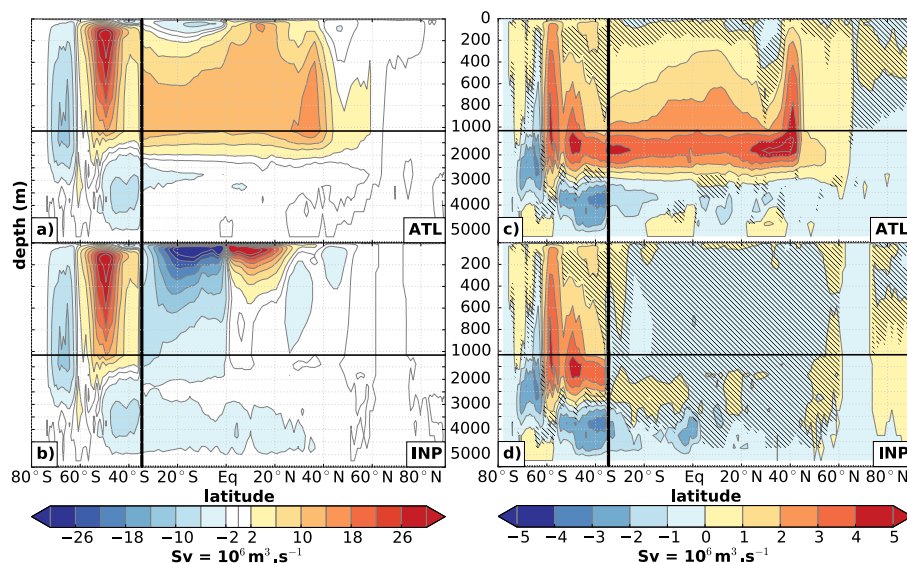 0
200
400
600
800
1000
2000
3000
4000
5000
depth (m)
a) ATL
c) ATL
0
200
400
600
800
1000
2000
3000
4000
5000
b) INP
d) INP
80°S 60°S 40°S 20°S Eq 20°N 40°N 60°N 80°N
80°S 60°S 40°S 20°S Eq 20°N 40°N 60°N 80°N
latitude
latitude
−26 −18 −10 −2 2 10 18 26
−5 −4 −3 −2 −1 0 1 2 3 4 5
Sv = 10⁶ m³.s⁻¹
Sv = 10⁶ m³.s⁻¹